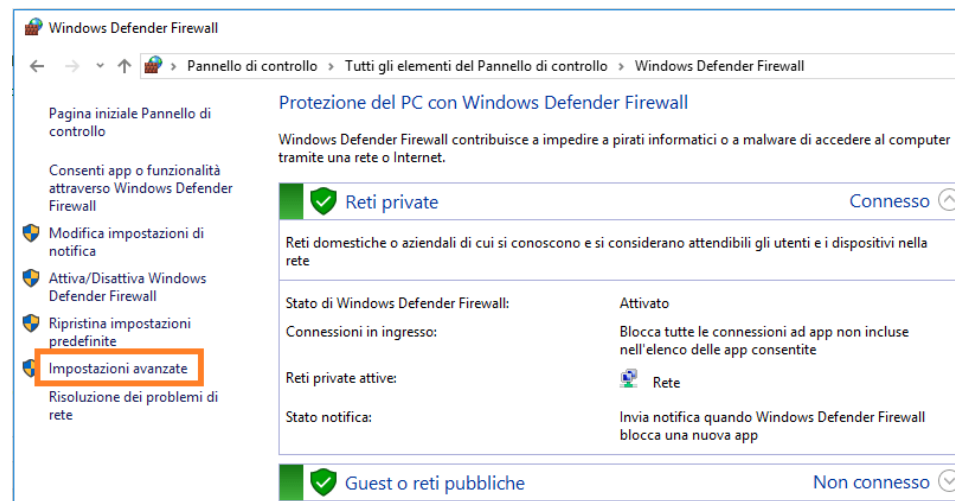 Windows Defender Firewall
Pannello di controllo > Tutti gli elementi del Pannello di controllo > Windows Defender Firewall
Pagina iniziale Pannello di
controllo
Consenti app o funzionalità
attraverso Windows Defender
Firewall
Modifica impostazioni di
notifica
Attiva/Disattiva Windows
Defender Firewall
Ripristina impostazioni
predefinite
Impostazioni avanzate
Risoluzione dei problemi di
rete
Protezione del PC con Windows Defender Firewall
Windows Defender Firewall contribuisce a impedire a pirati informatici o a malware di accedere al computer
tramite una rete o Internet.
Reti private Connesso
Reti domestiche o aziendali di cui si conoscono e si considerano attendibili gli utenti e i dispositivi nella
rete
Stato di Windows Defender Firewall: Attivato
Connessioni in ingresso: Blocca tutte le connessioni ad app non incluse
nell'elenco delle app consentite
Reti private attive: Rete
Stato notifica: Invia notifica quando Windows Defender Firewall
blocca una nuova app
Guest o reti pubbliche Non connesso